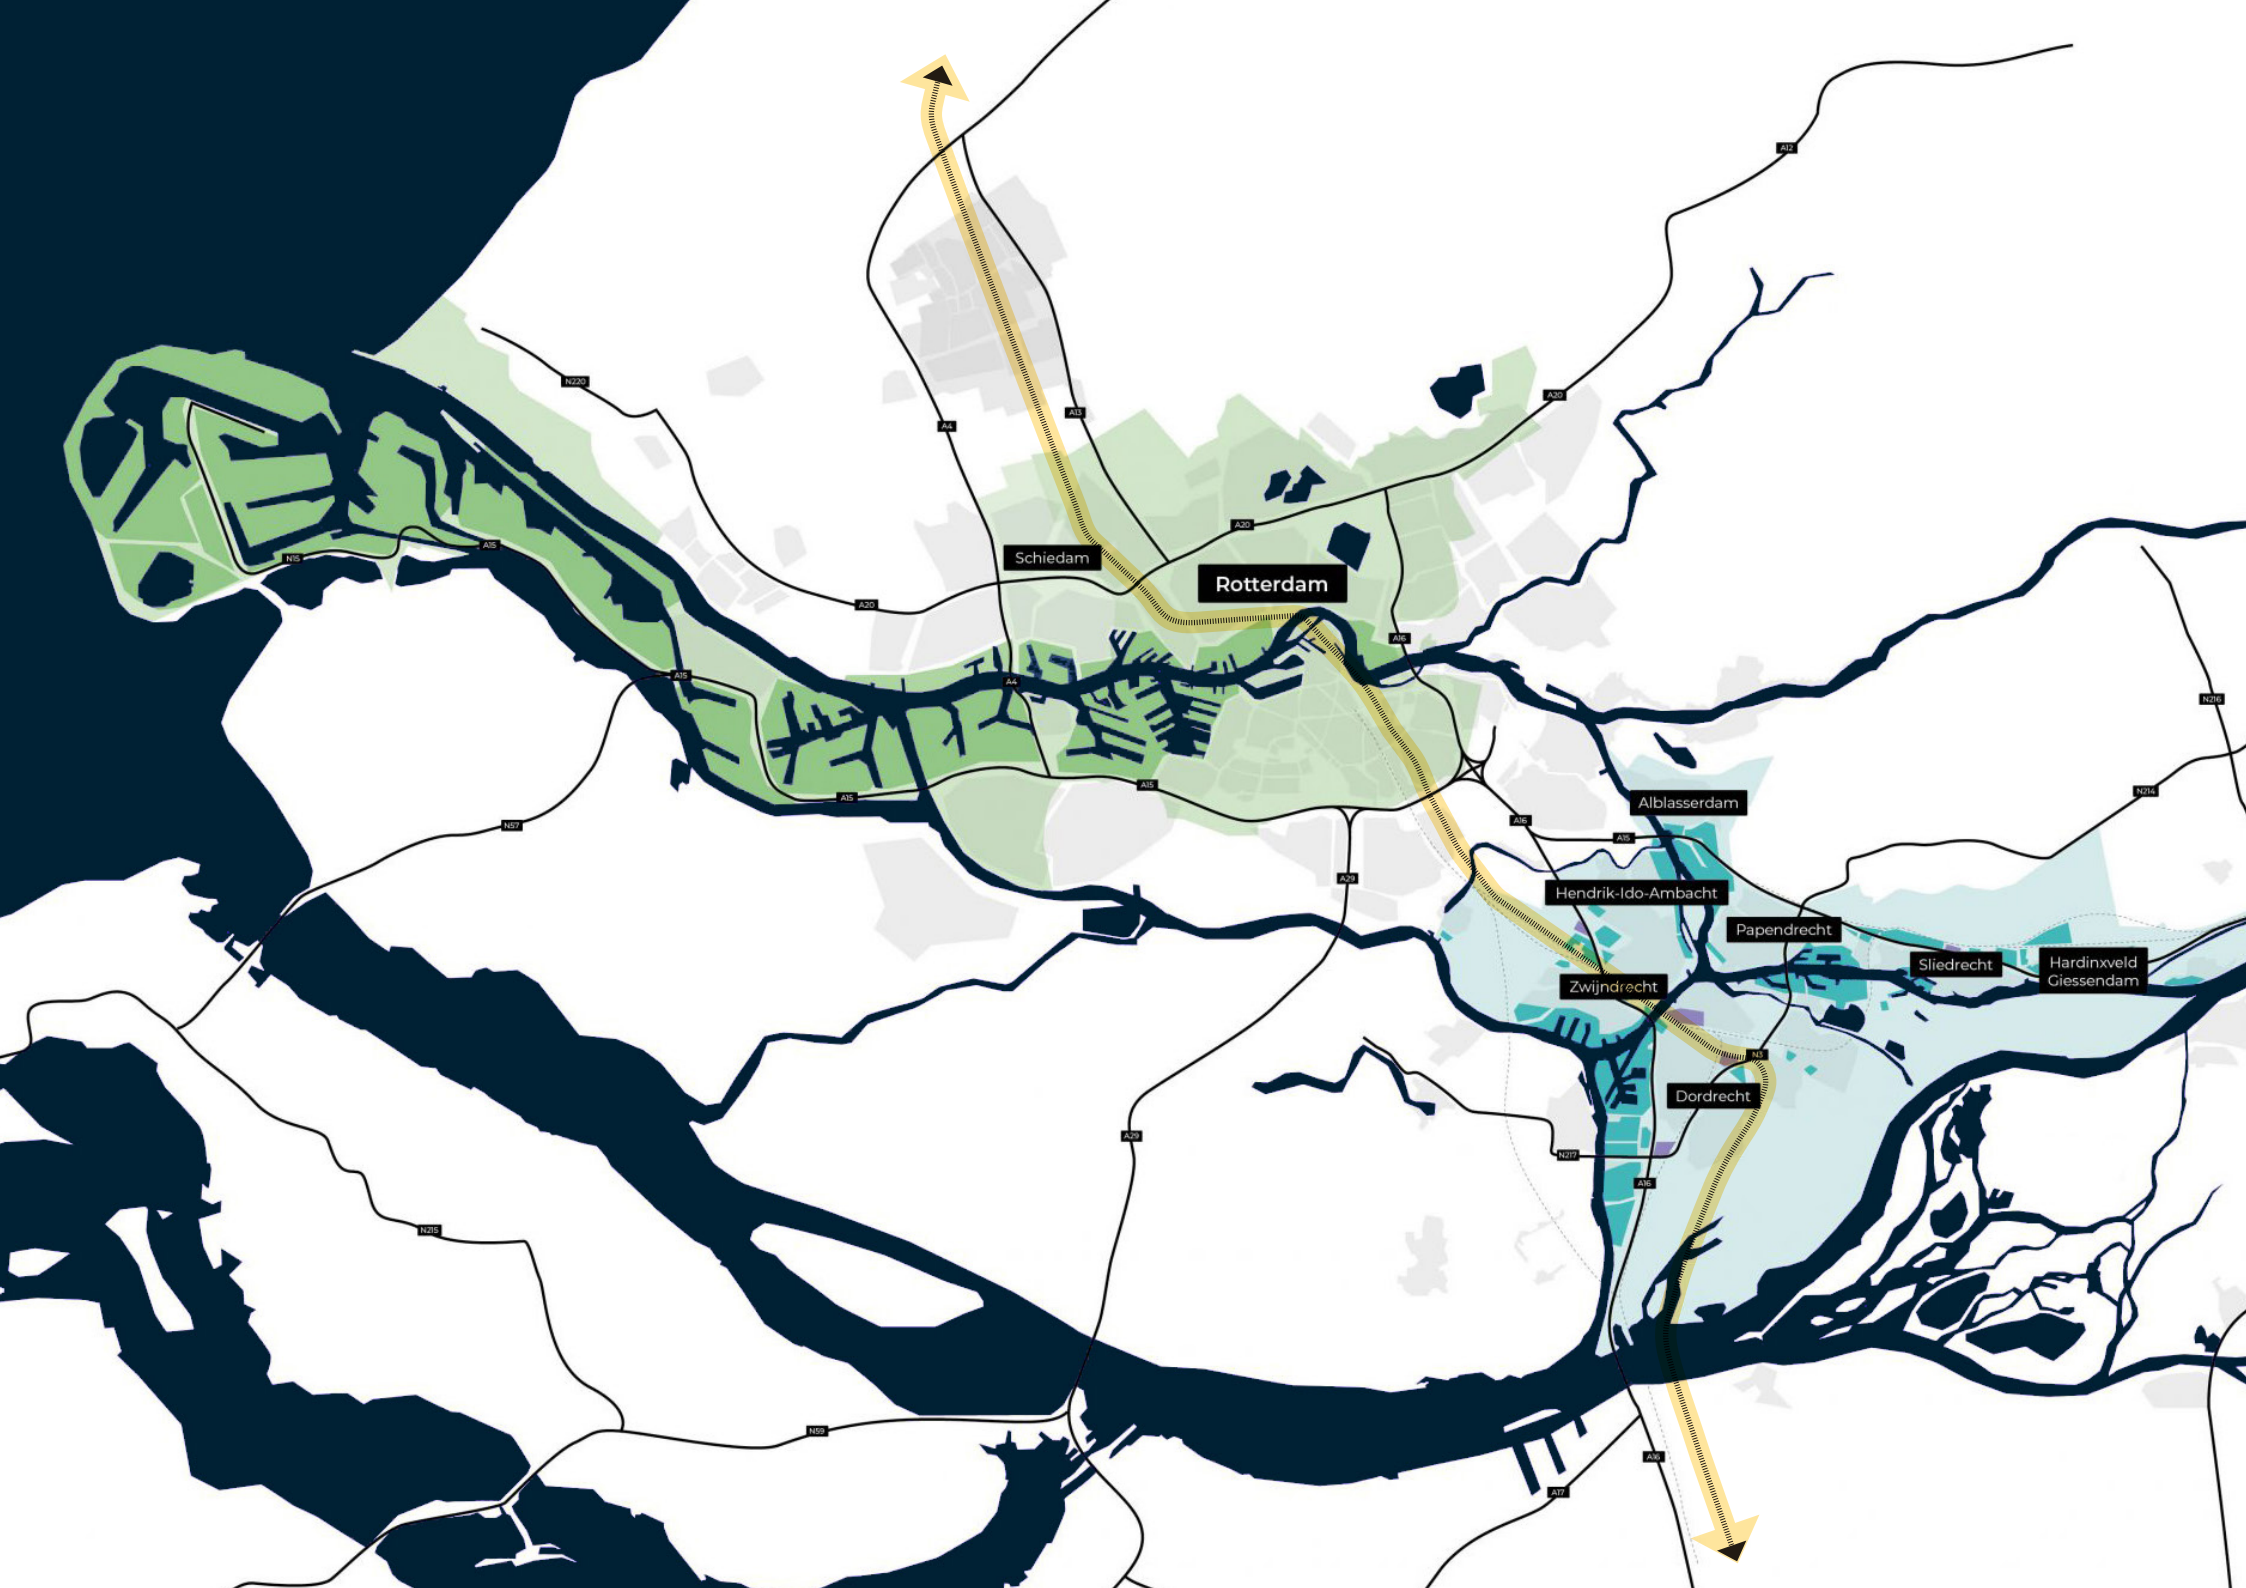 A12
N220
A20
A13
A4
A20
N15
A15
Schiedam
Rotterdam
A20
A16
A15
A4
N216
A15
A15
N57
A29
A16
A15
Alblasserdam
N214
Hendrik-Ido-Ambacht
Papendrecht
Sliedrecht
Hardinxveld
Giessendam
Zwijndrecht
N3
Dordrecht
A29
N217
A16
N215
N59
A16
A17